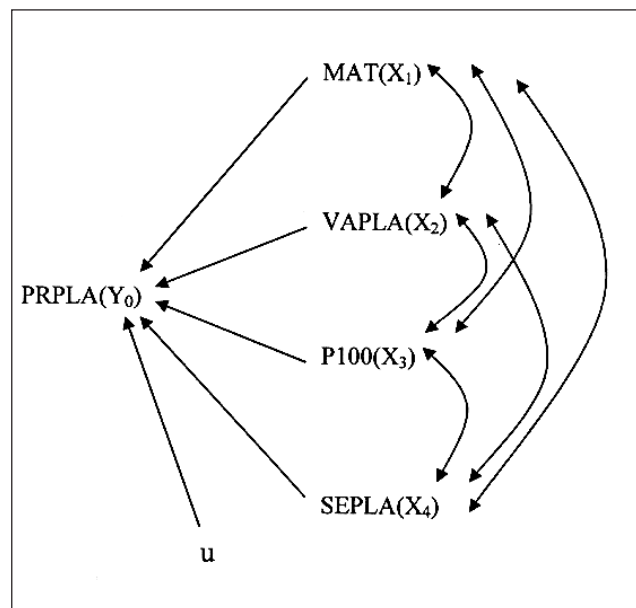 MAT(X₁)
VAPLA(X₂)
PRPLA(Y₀)
P100(X₃)
SEPLA(X₄)
u